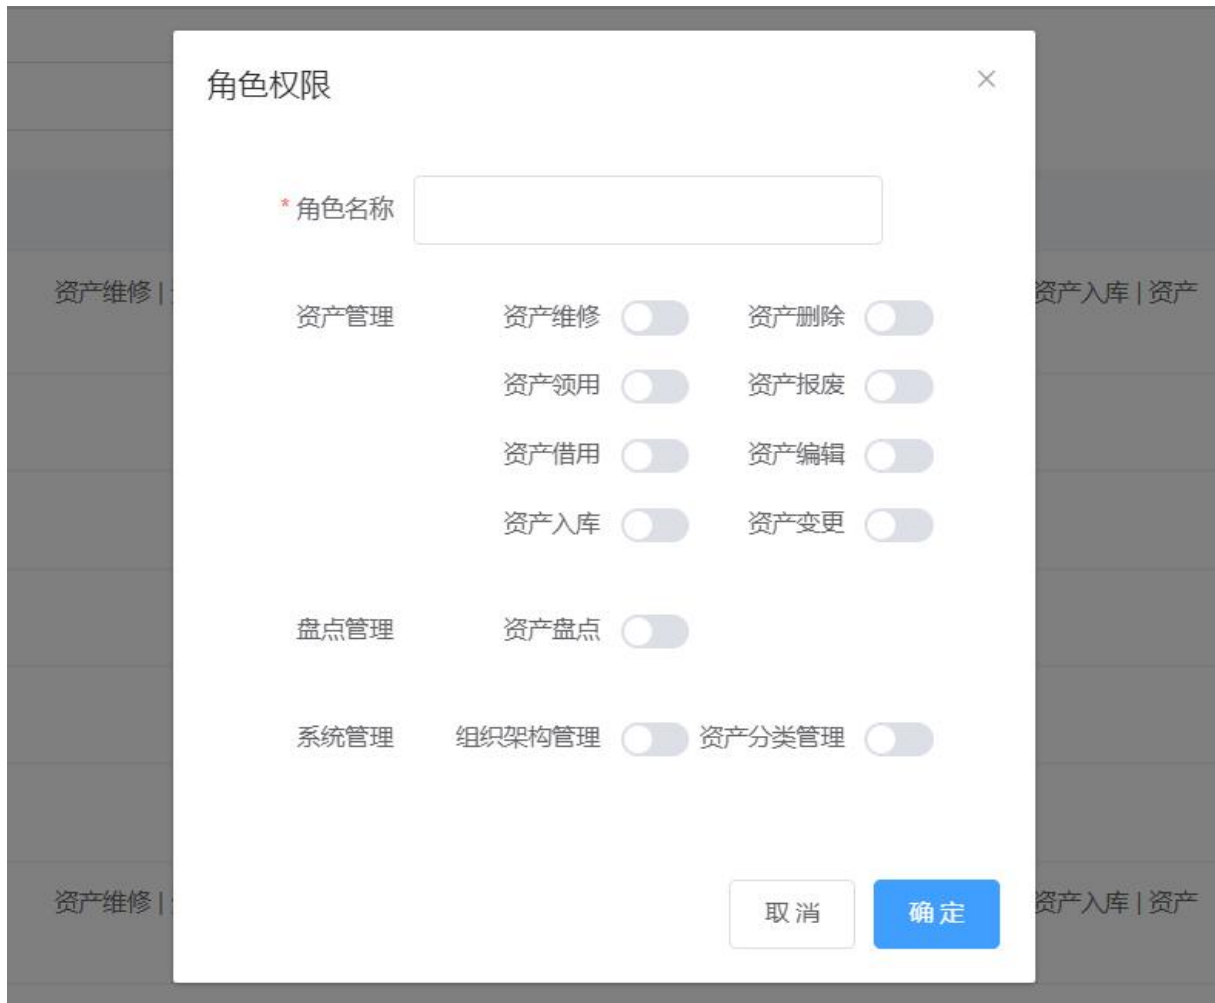 角色权限
* 角色名称
资产维修 |
资产入库 | 资产
资产管理 资产维修 资产删除
资产领用 资产报废
资产借用 资产编辑
资产入库 资产变更
盘点管理 资产盘点
系统管理 组织架构管理 资产分类管理
资产维修 |
资产入库 | 资产
取消 确定